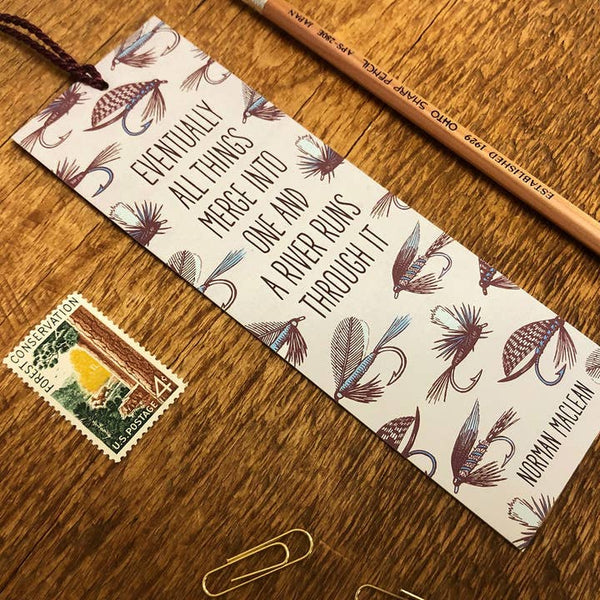 EVENTUALLY
ALL THINGS
MERGE INTO
ONE AND
A RIVER RUNS
THROUGH IT
NORMAN MACLEAN
ESTABLISHED 1929 OHTO SHARP PENCIL APS-280E JAPAN
FOREST CONSERVATION
4¢
U.S. POSTAGE